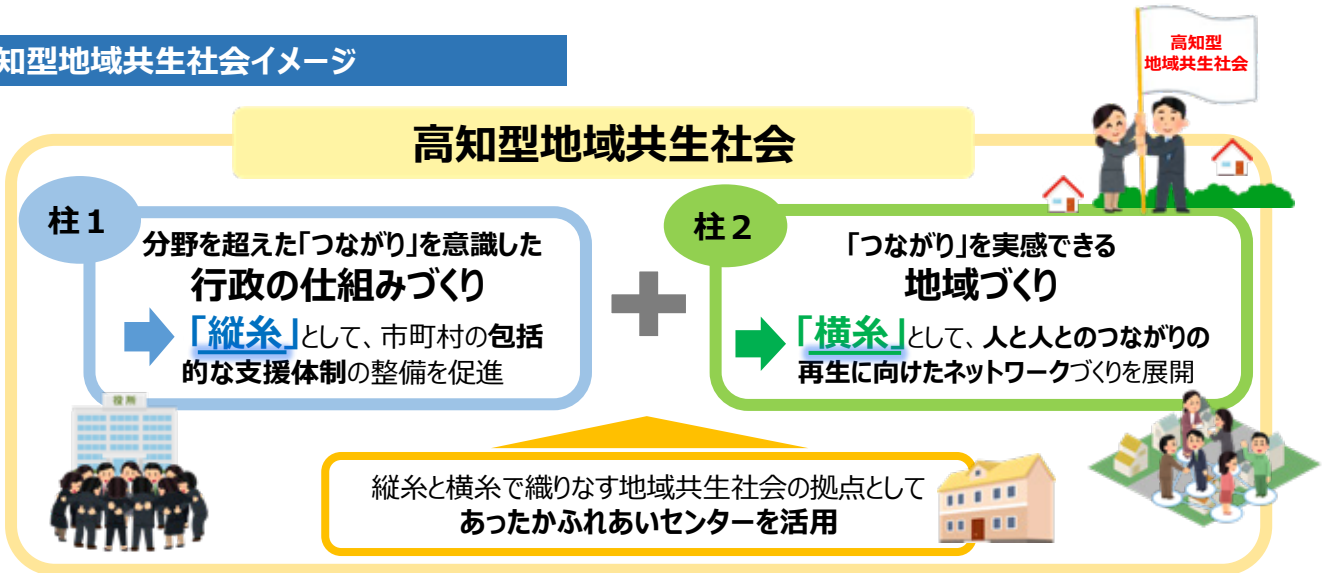 知型地域共生社会イメージ
高知型
地域共生社会
高知型地域共生社会
柱1
分野を超えた「つながり」を意識した
行政の仕組みづくり
「縦糸」として、市町村の包括
的な支援体制の整備を促進
柱2
「つながり」を実感できる
地域づくり
「横糸」として、人と人とのつながりの
再生に向けたネットワークづくりを展開
役所
縦糸と横糸で織りなす地域共生社会の拠点として
あったかふれあいセンターを活用